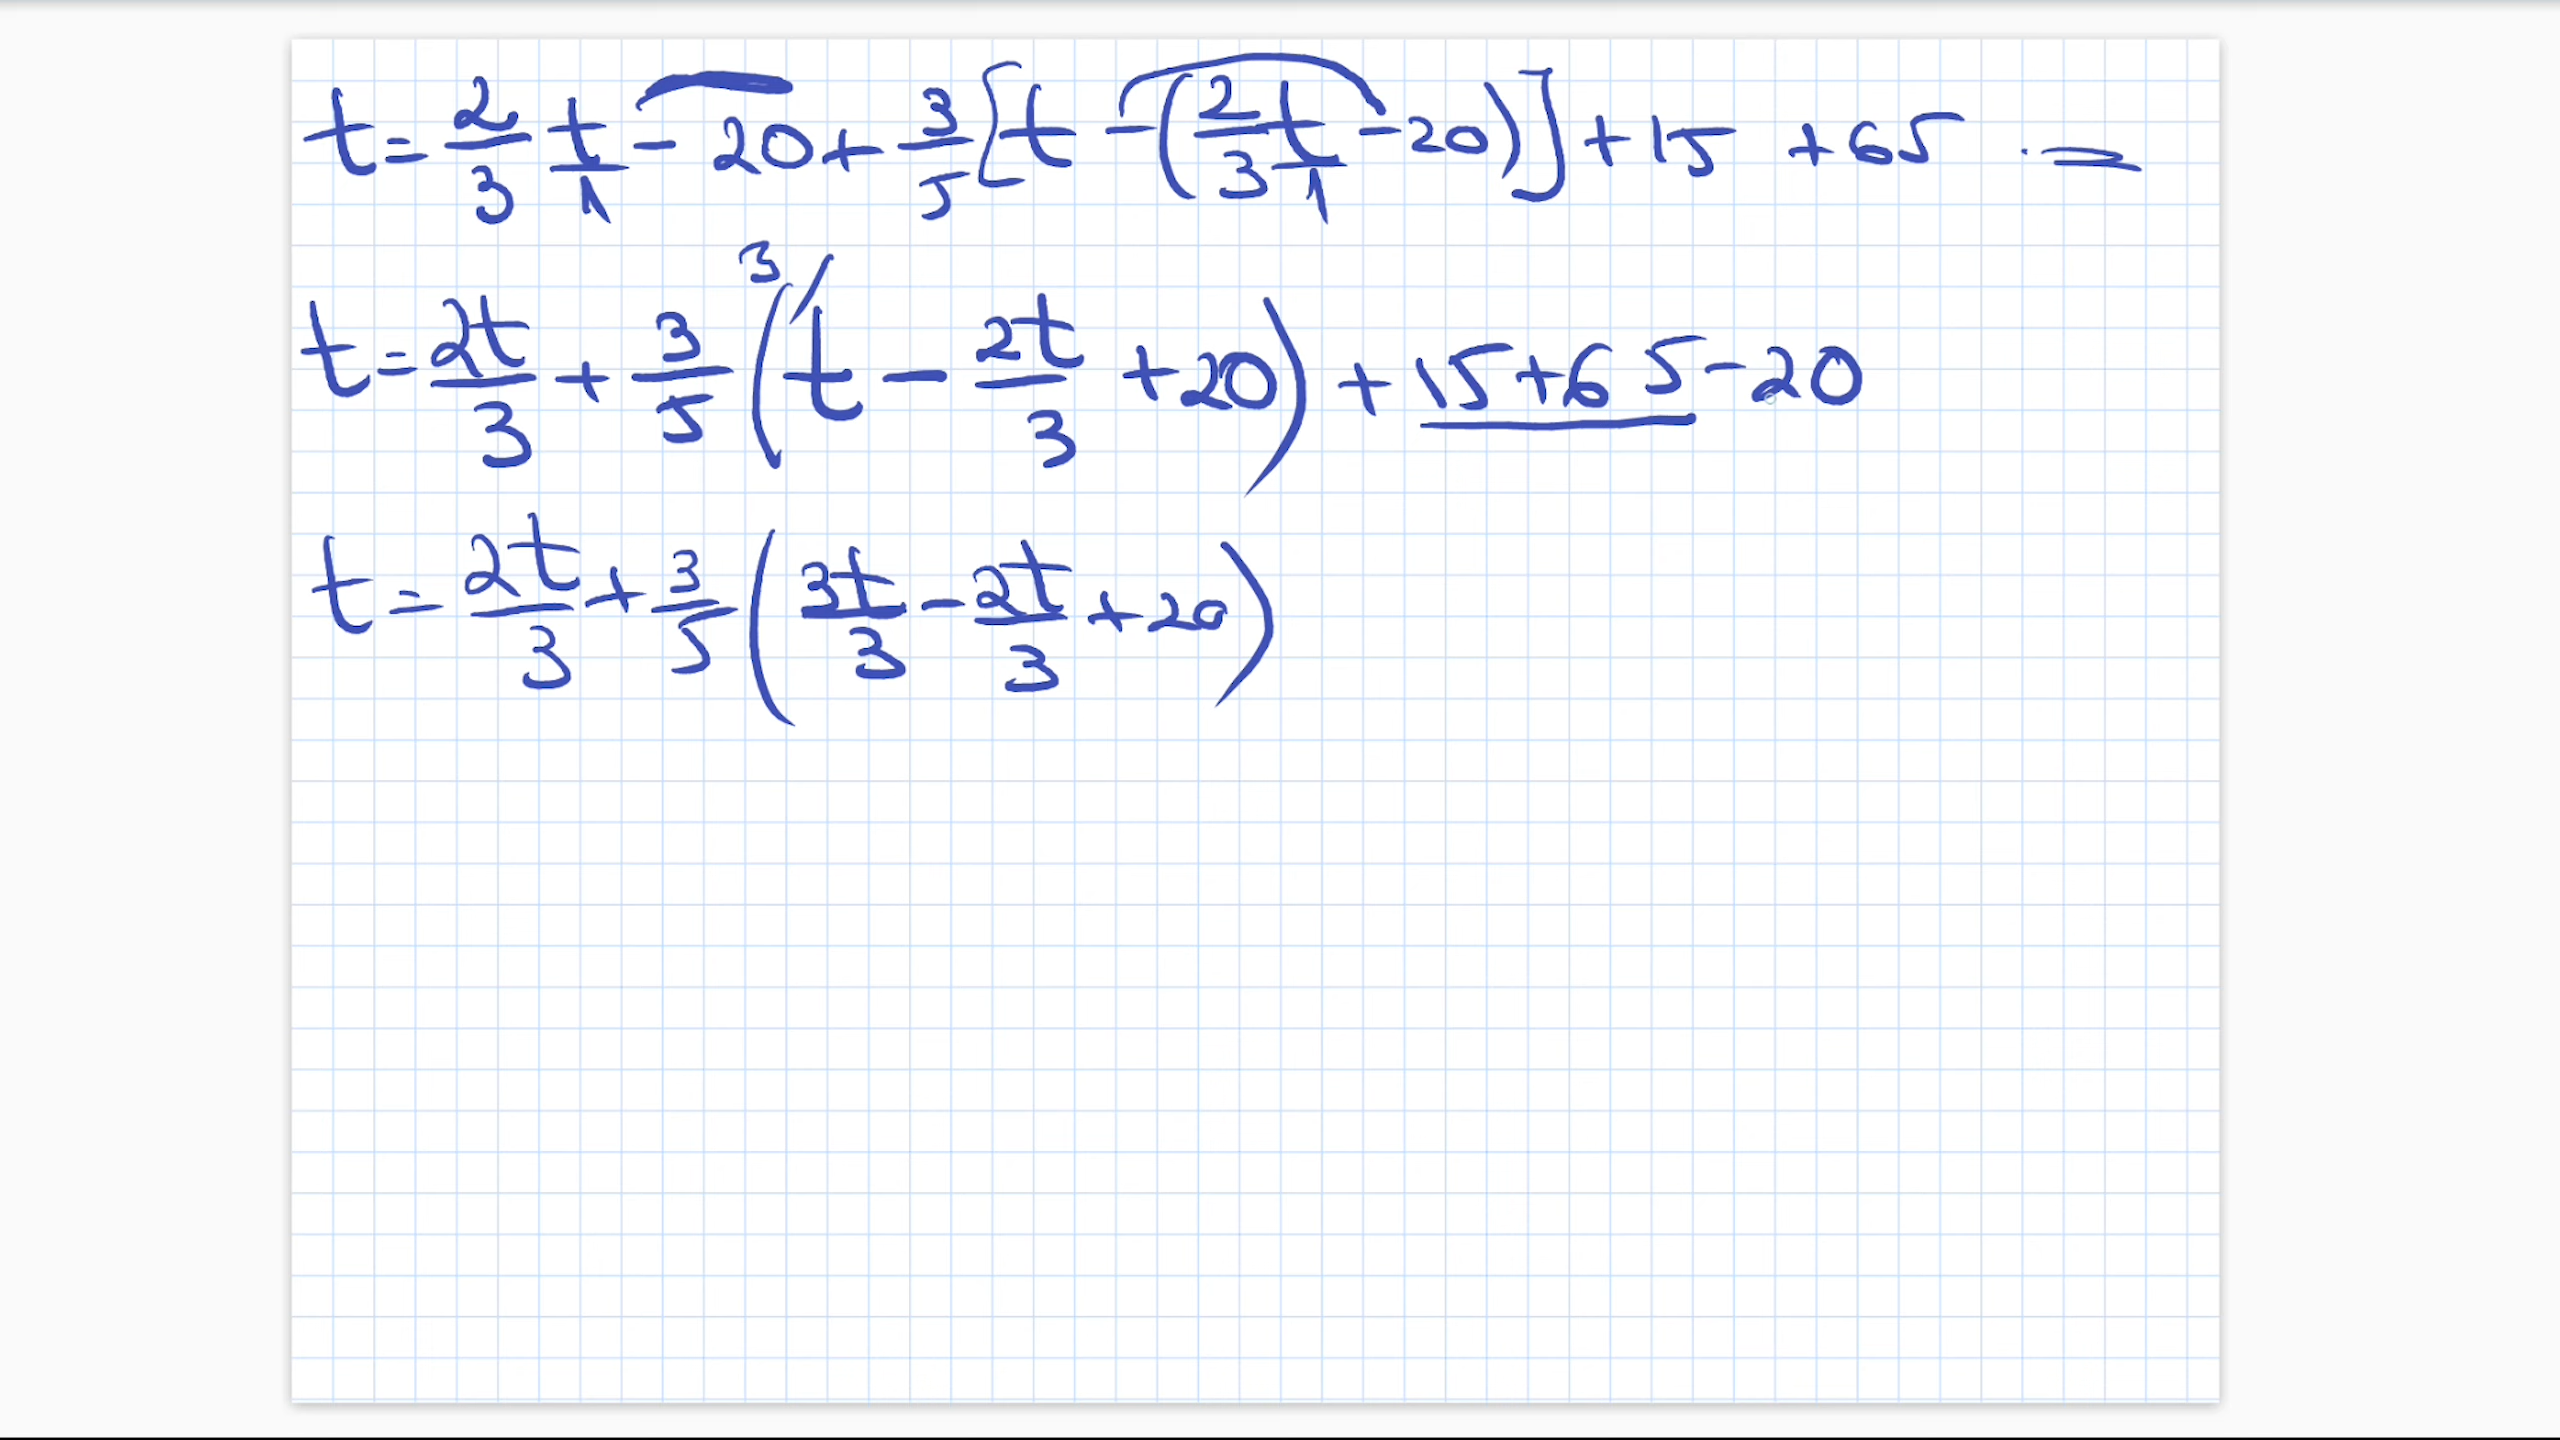 t = 2/3 t/1 - 20 + 3/5 [t - (2/3 t/1 - 20)] + 15 + 65 . =
t = 2t/3 + 3/5 (3/ t - 2t/3 + 20) + 15 + 65 - 20
t = 2t/3 + 3/5 (3t/3 - 2t/3 + 20)